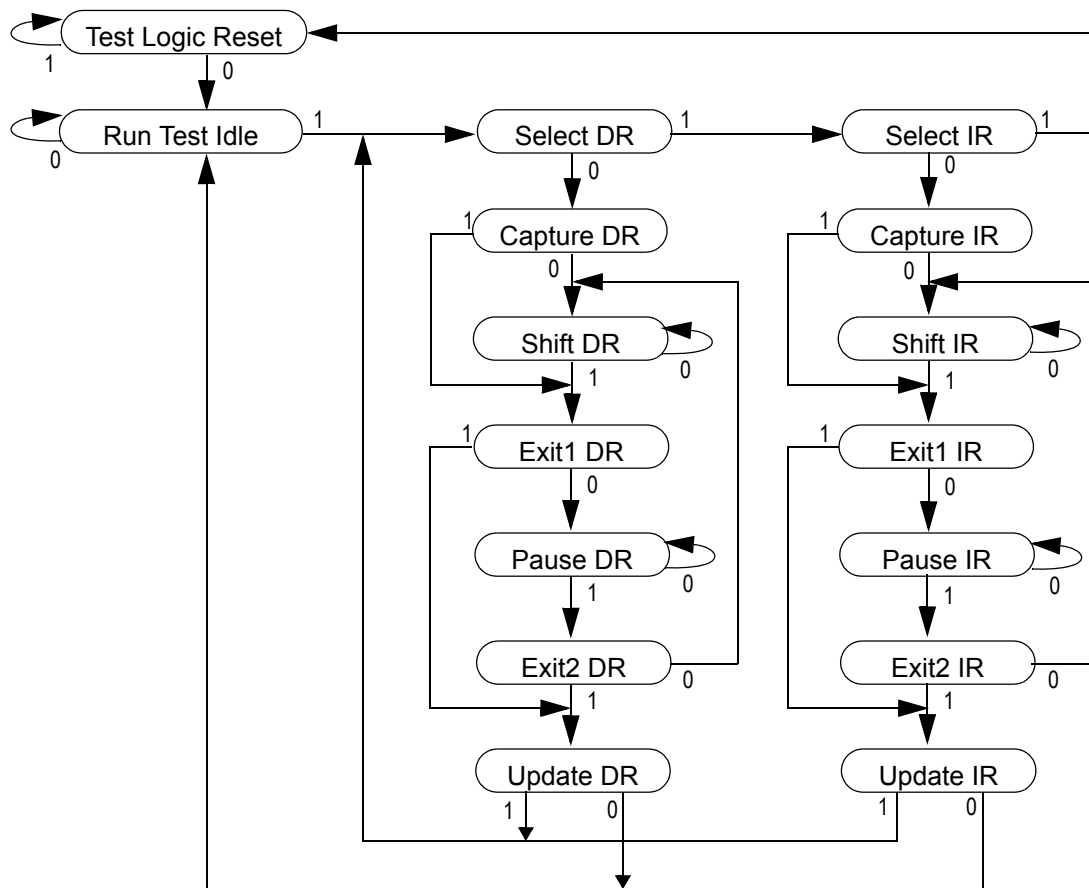 Test Logic Reset
1
0
Run Test Idle
0
1
Select DR
1
Select IR
1
0
0
1
Capture DR
0
1
Capture IR
0
Shift DR
0
1
Shift IR
0
1
1
Exit1 DR
0
1
Exit1 IR
0
Pause DR
0
1
Pause IR
0
1
Exit2 DR
0
1
Exit2 IR
0
1
Update DR
1
0
Update IR
1
0